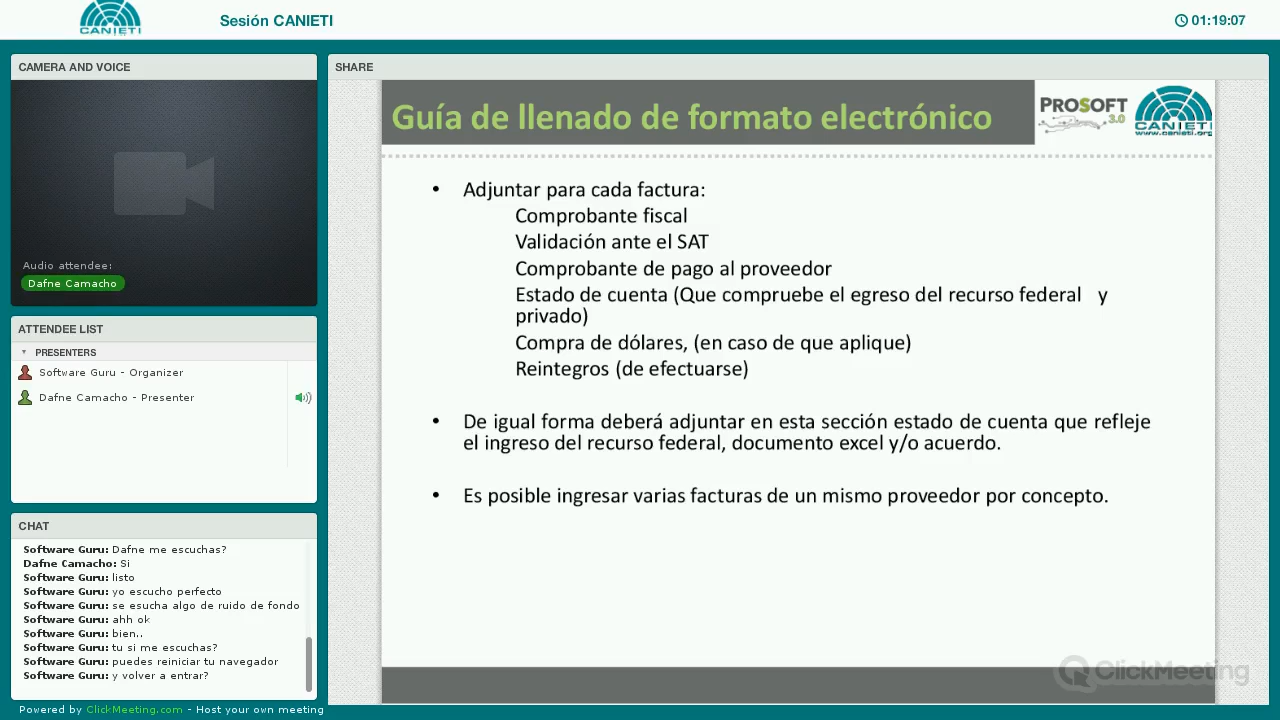 CANIETI
Sesión CANIETI
01:19:07
CAMERA AND VOICE
Audio attendee:
Dafne Camacho
ATTENDEE LIST
PRESENTERS
Software Guru - Organizer
Dafne Camacho - Presenter
CHAT
Software Guru: Dafne me escuchas?
Dafne Camacho: Si
Software Guru: listo
Software Guru: yo escucho perfecto
Software Guru: se esucha algo de ruido de fondo
Software Guru: ahh ok
Software Guru: bien..
Software Guru: tu si me escuchas?
Software Guru: puedes reiniciar tu navegador
Software Guru: y volver a entrar?
Powered by ClickMeeting.com - Host your own meeting
SHARE
Guía de llenado de formato electrónico
PROSOFT
3.0
CANIETI
www.canieti.org
• Adjuntar para cada factura:
Comprobante fiscal
Validación ante el SAT
Comprobante de pago al proveedor
Estado de cuenta (Que compruebe el egreso del recurso federal y
privado)
Compra de dólares, (en caso de que aplique)
Reintegros (de efectuarse)
• De igual forma deberá adjuntar en esta sección estado de cuenta que refleje
el ingreso del recurso federal, documento excel y/o acuerdo.
• Es posible ingresar varias facturas de un mismo proveedor por concepto.
ClickMeeting